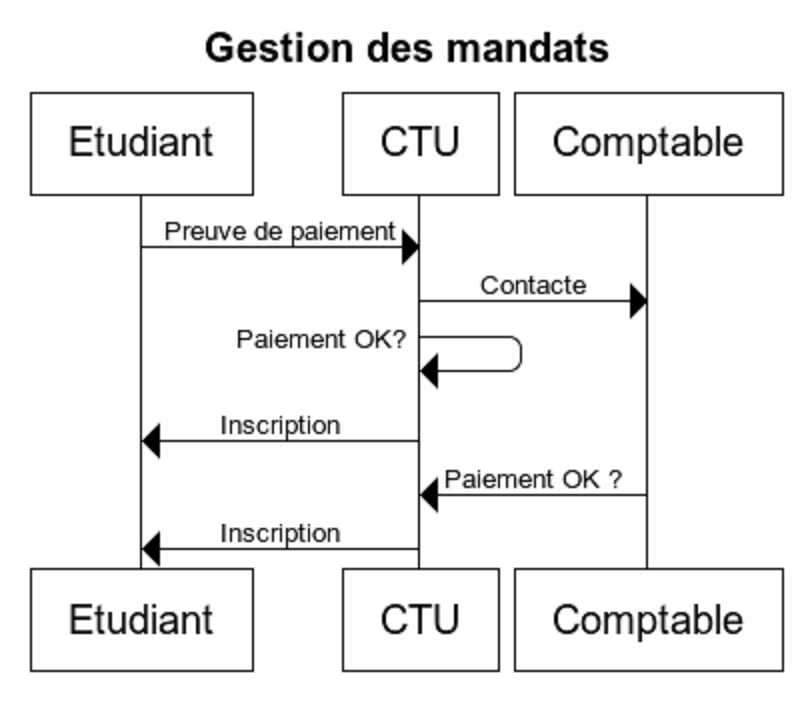 Gestion des mandats
Etudiant CTU Comptable
Preuve de paiement
Contacte
Paiement OK?
Inscription
Paiement OK ?
Inscription
Etudiant CTU Comptable